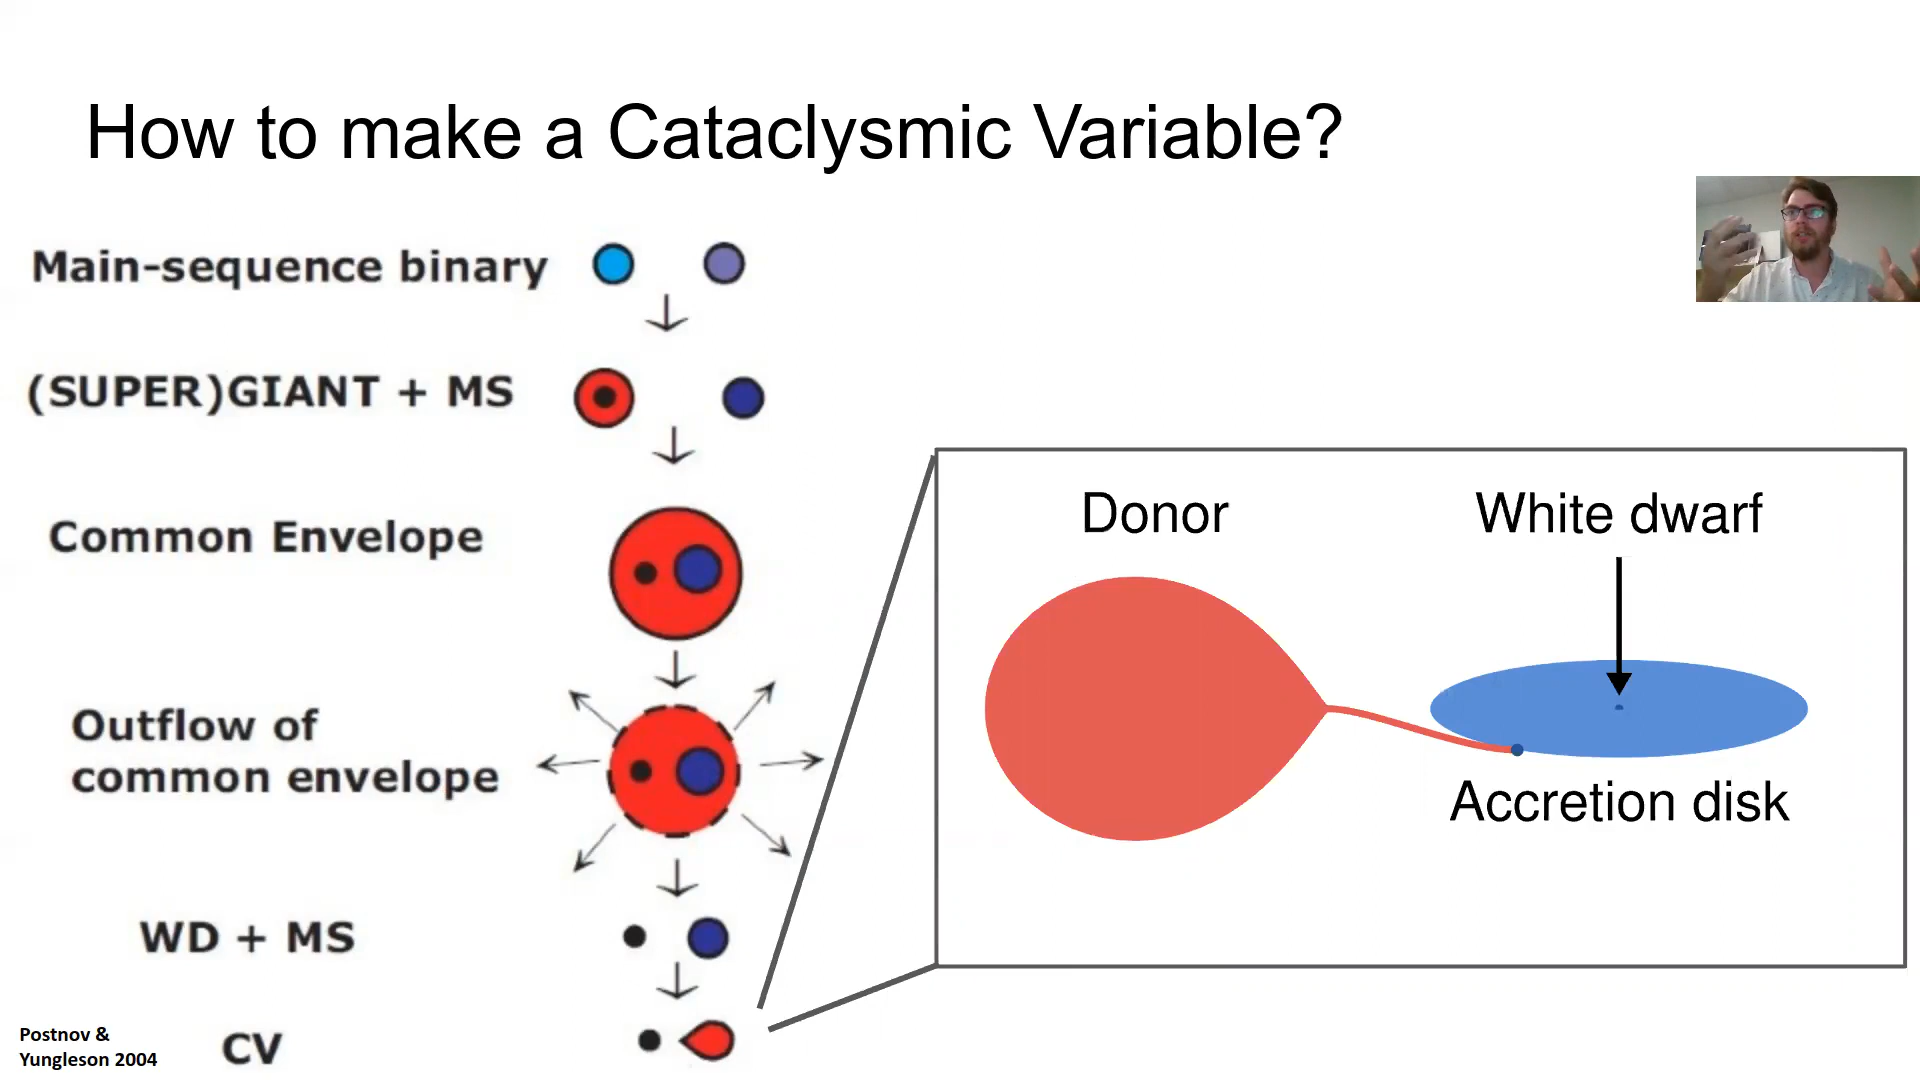 How to make a Cataclysmic Variable?
Main-sequence binary
(SUPER)GIANT + MS
Common Envelope
Outflow of
common envelope
WD + MS
CV
Postnov &
Yungleson 2004
Donor
White dwarf
Accretion disk